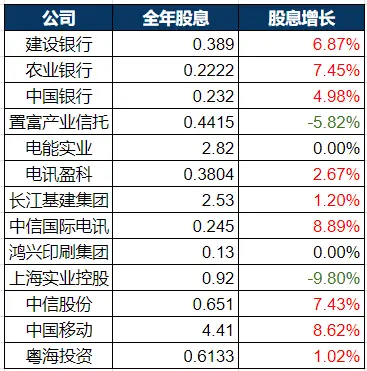 公司 全年股息 股息增长
建设银行 0.389 6.87%
农业银行 0.2222 7.45%
中国银行 0.232 4.98%
置富产业信托 0.4415 -5.82%
电能实业 2.82 0.00%
电讯盈科 0.3804 2.67%
长江基建集团 2.53 1.20%
中信国际电讯 0.245 8.89%
鸿兴印刷集团 0.13 0.00%
上海实业控股 0.92 -9.80%
中信股份 0.651 7.43%
中国移动 4.41 8.62%
粤海投资 0.6133 1.02%